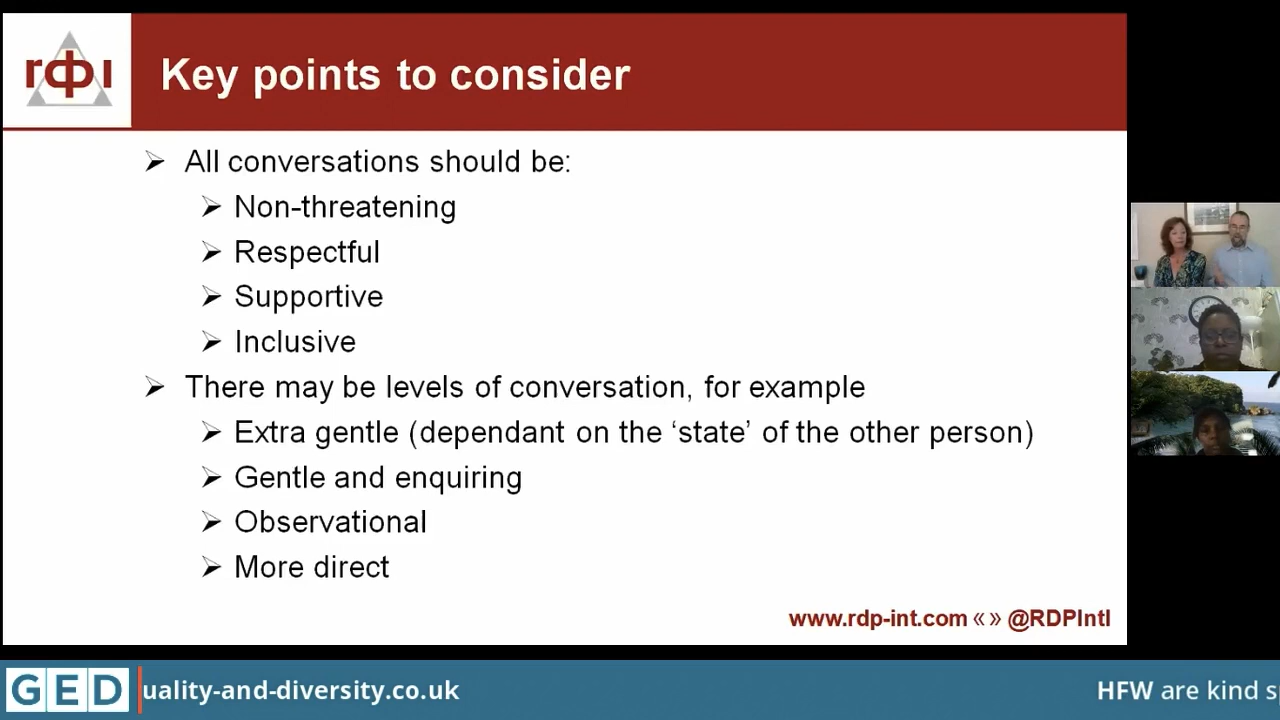 rфι
Key points to consider
➢ All conversations should be:
➢ Non-threatening
➢ Respectful
➢ Supportive
➢ Inclusive
➢ There may be levels of conversation, for example
➢ Extra gentle (dependant on the ‘state’ of the other person)
➢ Gentle and enquiring
➢ Observational
➢ More direct
www.rdp-int.com «» @RDPIntl
GED uality-and-diversity.co.uk HFW are kind s